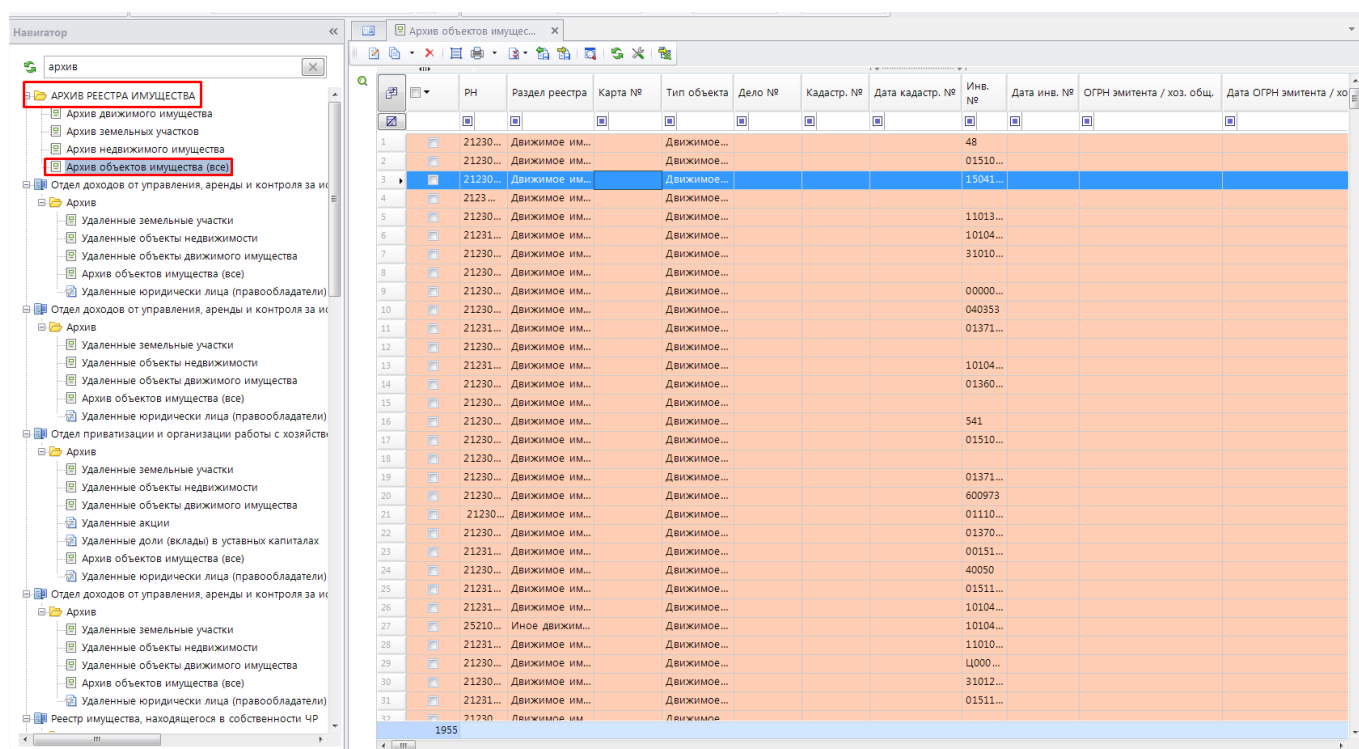 Навигатор «
архив
АРХИВ РЕЕСТРА ИМУЩЕСТВА
Архив движимого имущества
Архив земельных участков
Архив недвижимого имущества
Архив объектов имущества (все)
Отдел доходов от управления, аренды и контроля за ис
Архив
Удаленные земельные участки
Удаленные объекты недвижимости
Удаленные объекты движимого имущества
Архив объектов имущества (все)
Удаленные юридически лица (правообладатели)
Отдел доходов от управления, аренды и контроля за ис
Архив
Удаленные земельные участки
Удаленные объекты недвижимости
Удаленные объекты движимого имущества
Архив объектов имущества (все)
Удаленные юридически лица (правообладатели)
Отдел приватизации и организации работы с хозяйстве
Архив
Удаленные земельные участки
Удаленные объекты недвижимости
Удаленные объекты движимого имущества
Удаленные акции
Удаленные доли (вклады) в уставных капиталах
Архив объектов имущества (все)
Удаленные юридически лица (правообладатели)
Отдел доходов от управления, аренды и контроля за ис
Архив
Удаленные земельные участки
Удаленные объекты недвижимости
Удаленные объекты движимого имущества
Архив объектов имущества (все)
Удаленные юридически лица (правообладатели)
Реестр имущества, находящегося в собственности ЧР
Архив объектов имущес...
РН Раздел реестра Карта № Тип объекта Дело № Кадастр. № Дата кадастр. № Инв. № Дата инв. № ОГРН эмитента / хоз. общ. Дата ОГРН эмитента / хо
1 21230... Движимое им... Движимое... 48
2 21230... Движимое им... Движимое... 01510...
3 21230... Движимое им... Движимое... 15041...
4 2123 ... Движимое им... Движимое...
5 21230... Движимое им... Движимое... 11013...
6 21231... Движимое им... Движимое... 10104...
7 21230... Движимое им... Движимое... 31010...
8 21230... Движимое им... Движимое...
9 21230... Движимое им... Движимое... 00000...
10 21230... Движимое им... Движимое... 040353
11 21231... Движимое им... Движимое... 01371...
12 21230... Движимое им... Движимое...
13 21231... Движимое им... Движимое... 10104...
14 21230... Движимое им... Движимое... 01360...
15 21230... Движимое им... Движимое...
16 21230... Движимое им... Движимое... 541
17 21230... Движимое им... Движимое... 01510...
18 21230... Движимое им... Движимое...
19 21230... Движимое им... Движимое... 01371...
20 21230... Движимое им... Движимое... 600973
21 21230... Движимое им... Движимое... 01110...
22 21230... Движимое им... Движимое... 01370...
23 21231... Движимое им... Движимое... 00151...
24 21230... Движимое им... Движимое... 40050
25 21231... Движимое им... Движимое... 01511...
26 21231... Движимое им... Движимое... 10104...
27 25210... Иное движим... Движимое... 10104...
28 21231... Движимое им... Движимое... 11010...
29 21230... Движимое им... Движимое... Ц000...
30 21230... Движимое им... Движимое... 31012...
31 21231... Движимое им... Движимое... 01511...
32 21230 Движимое им Движимое
1955